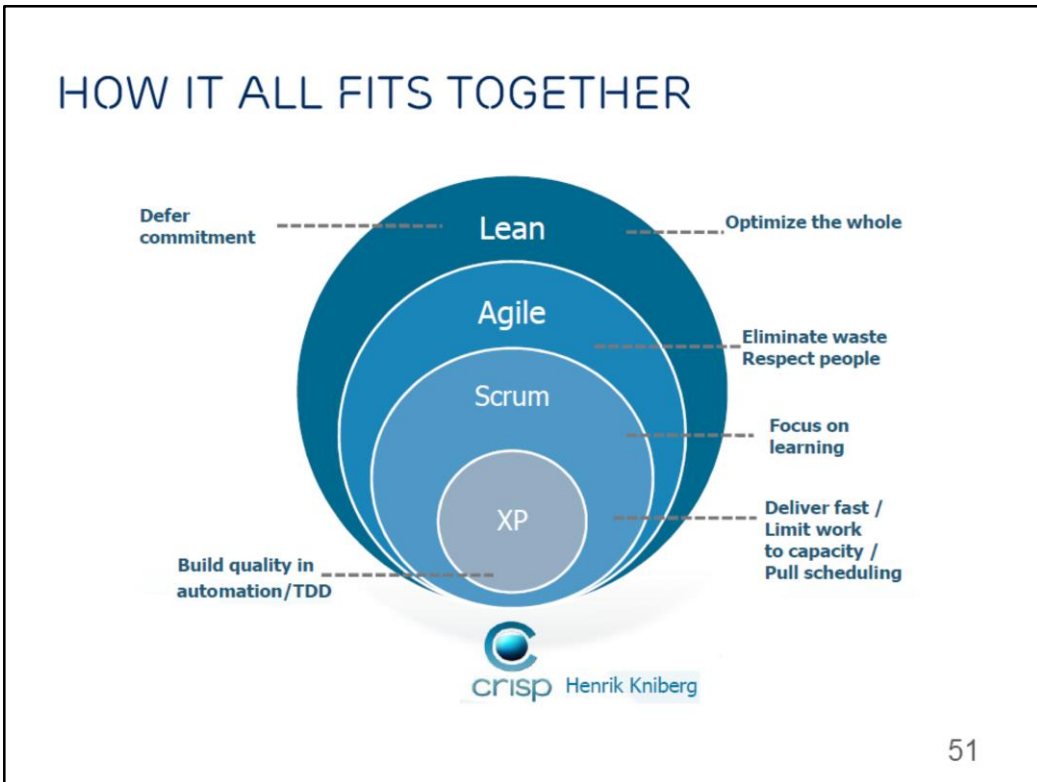 HOW IT ALL FITS TOGETHER
Defer
commitment
Lean
Optimize the whole
Agile
Eliminate waste
Respect people
Scrum
Focus on
learning
XP
Deliver fast /
Limit work
to capacity /
Pull scheduling
Build quality in
automation/TDD
crisp
Henrik Kniberg
51